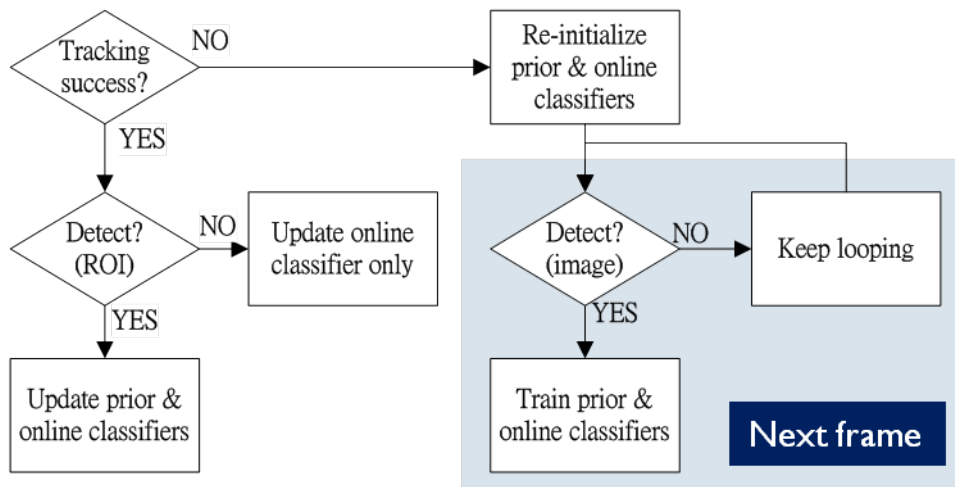 Tracking
success?
NO
YES
Re-initialize
prior & online
classifiers
Detect?
(ROI)
NO
YES
Update online
classifier only
Update prior &
online classifiers
Detect?
(image)
NO
YES
Keep looping
Train prior &
online classifiers
Next frame